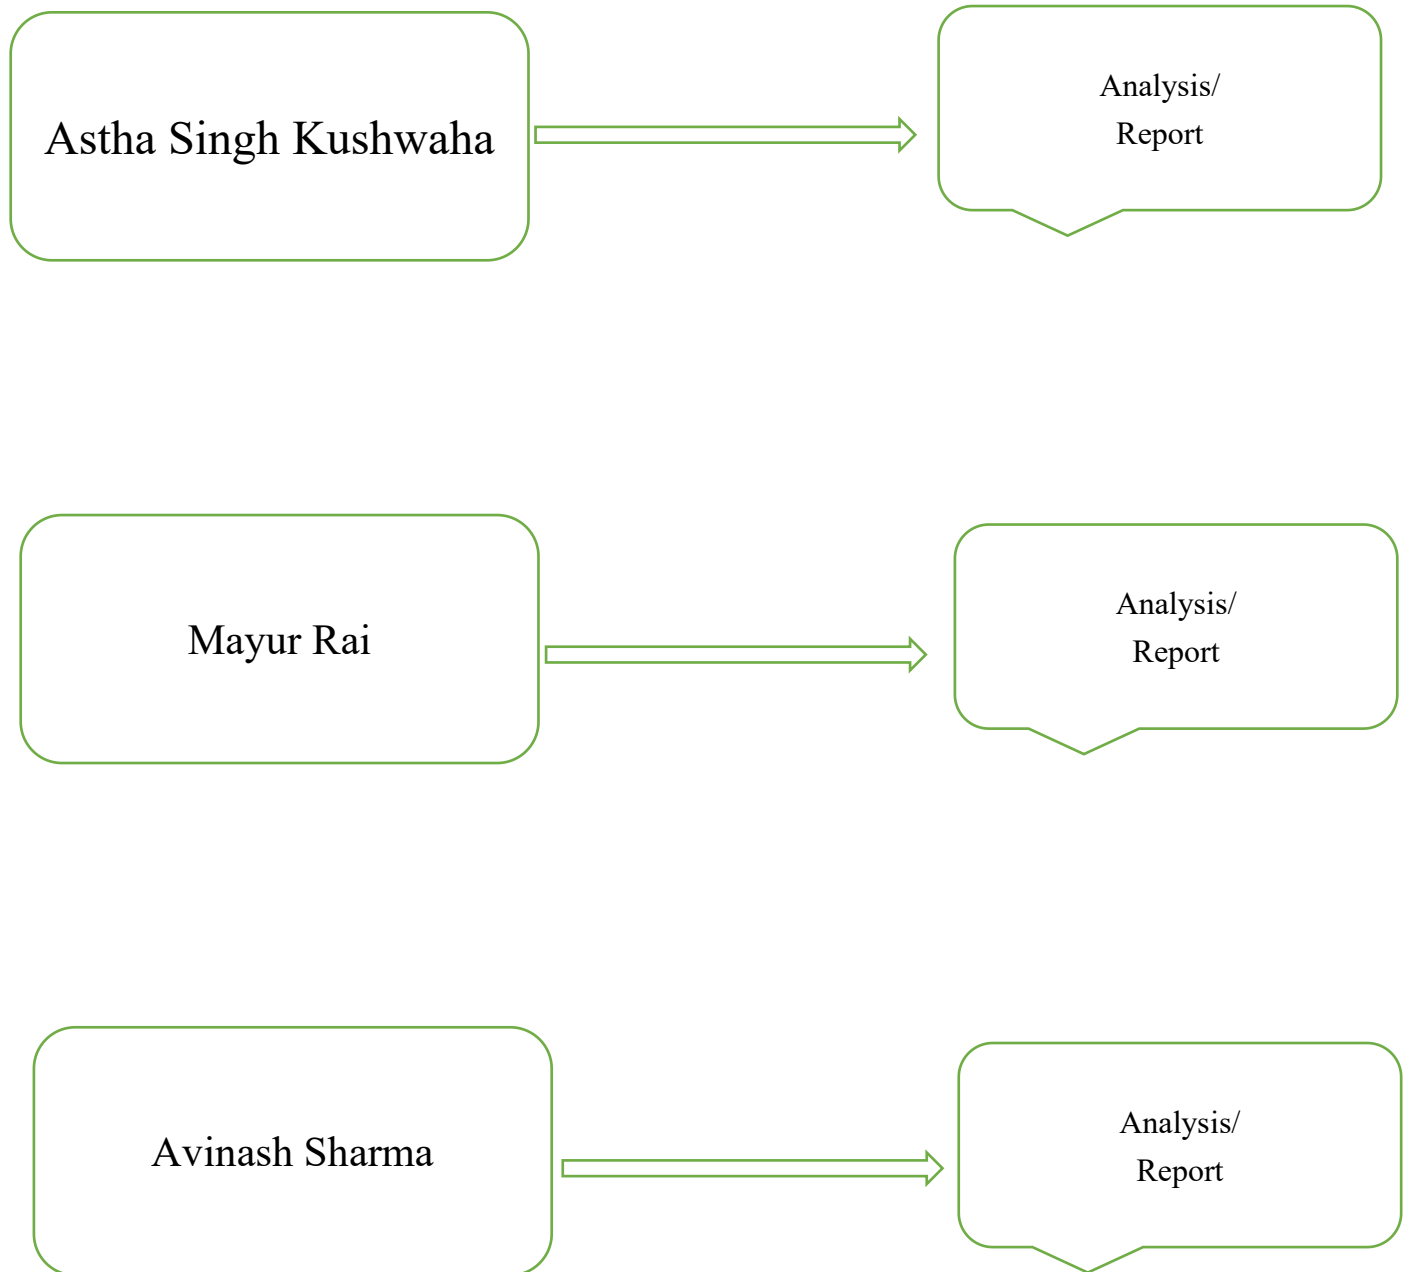 Astha Singh Kushwaha
Analysis/
Report
Mayur Rai
Analysis/
Report
Avinash Sharma
Analysis/
Report